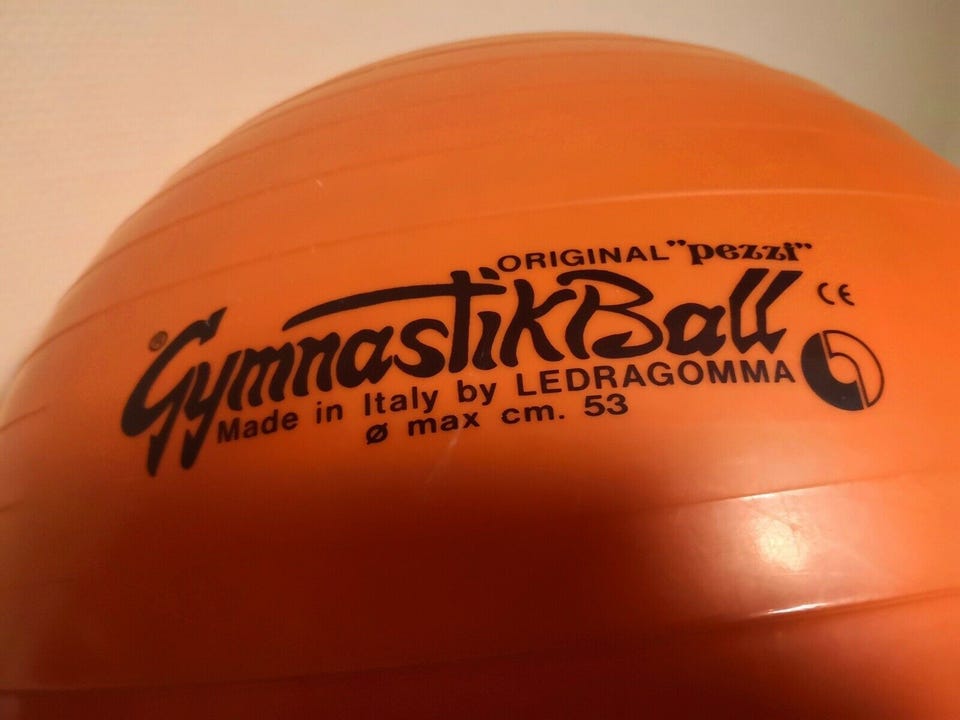 ORIGINAL "pezzi"
® GymnastikBall CE
Made in Italy by LEDRAGOMMA
ø max cm. 53